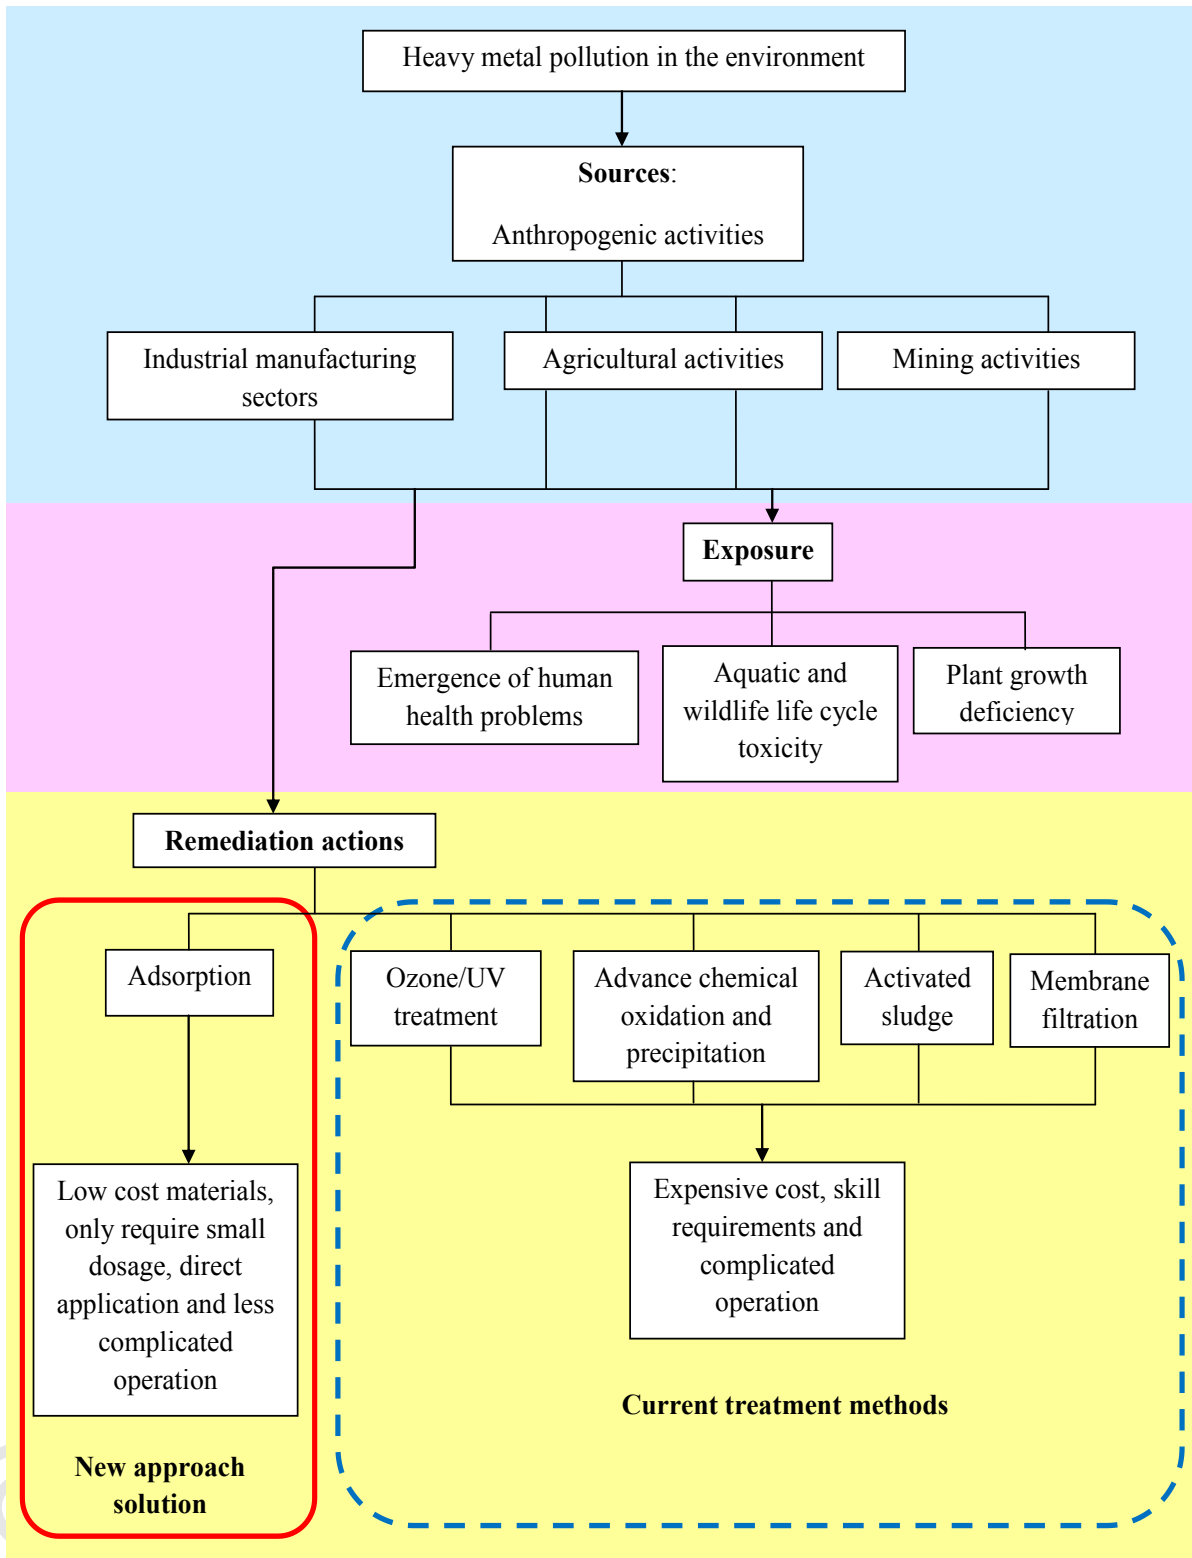 Heavy metal pollution in the environment
Sources:
Anthropogenic activities
Industrial manufacturing
sectors
Agricultural activities
Mining activities
Exposure
Emergence of human
health problems
Aquatic and
wildlife life cycle
toxicity
Plant growth
deficiency
Remediation actions
Adsorption
Ozone/UV
treatment
Advance chemical
oxidation and
precipitation
Activated
sludge
Membrane
filtration
Low cost materials,
only require small
dosage, direct
application and less
complicated
operation
Expensive cost, skill
requirements and
complicated
operation
New approach
solution
Current treatment methods